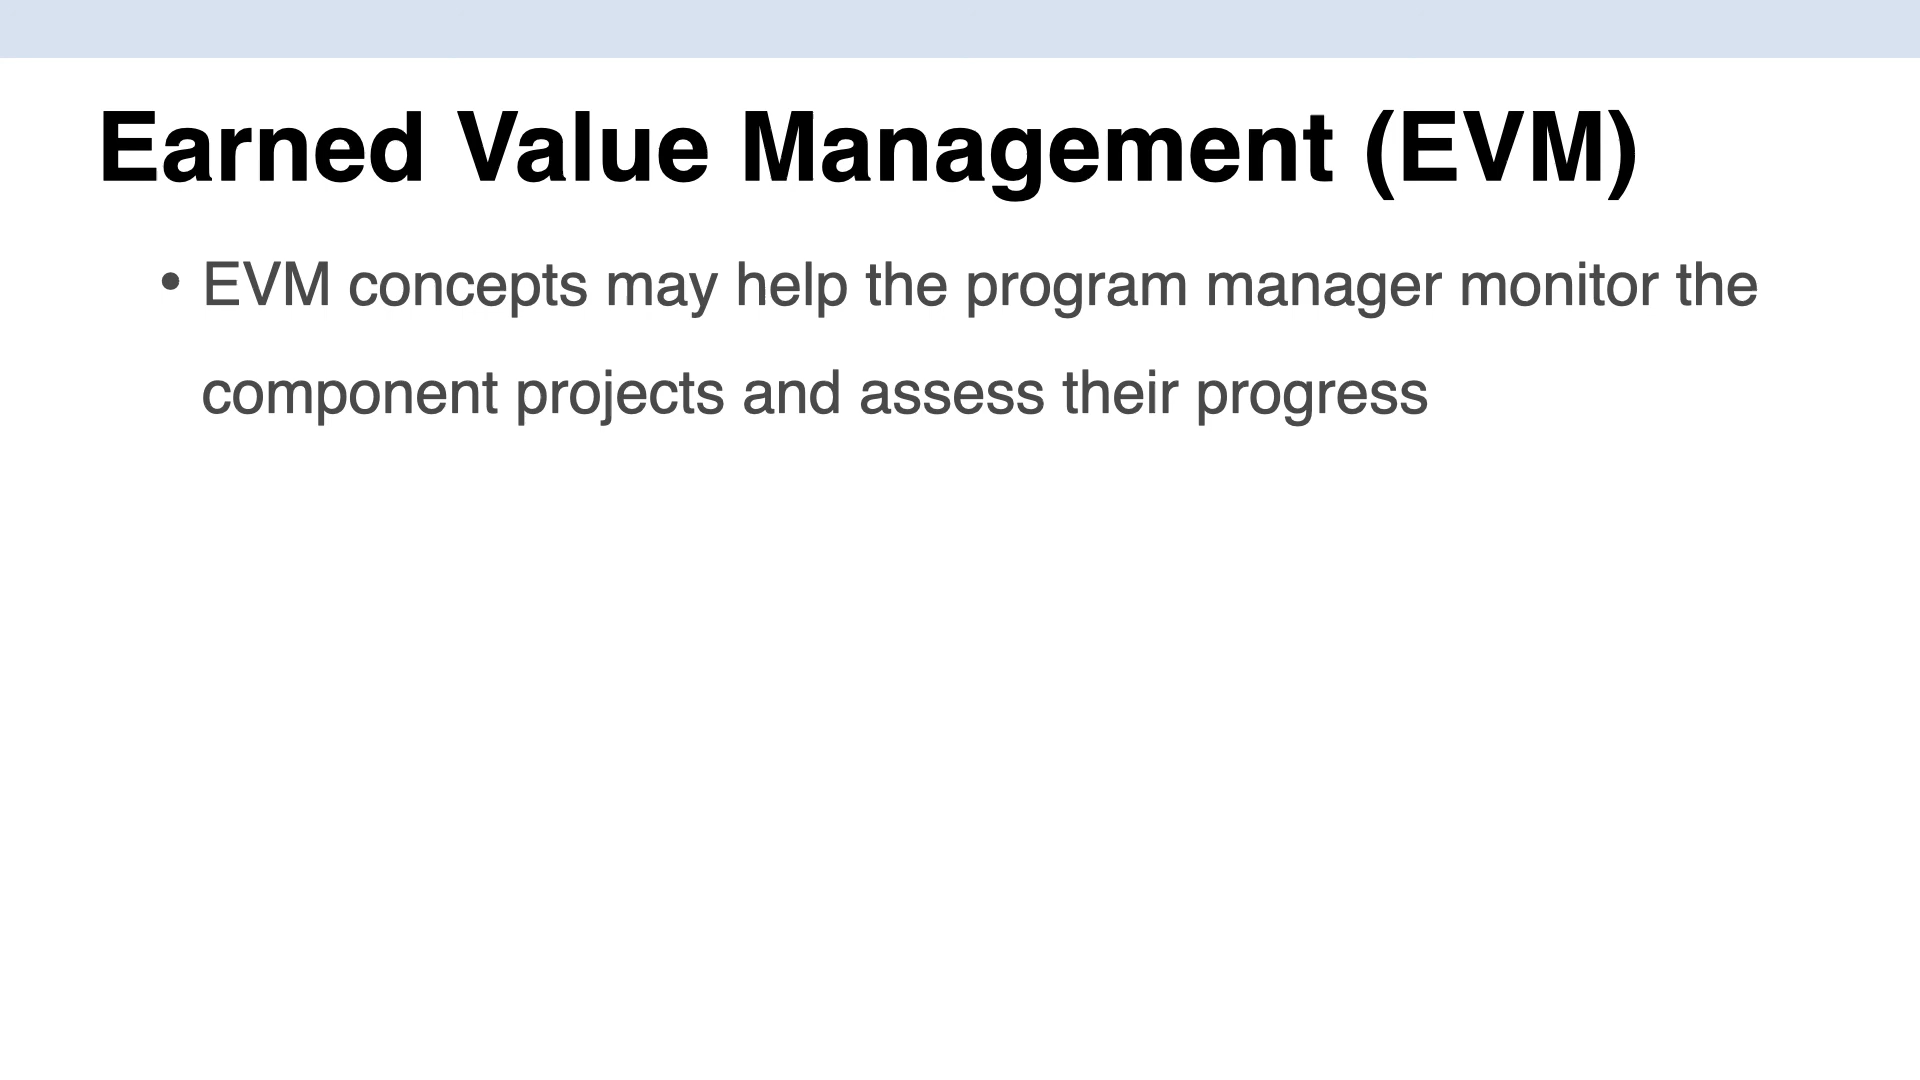 Earned Value Management (EVM)
• EVM concepts may help the program manager monitor the
component projects and assess their progress